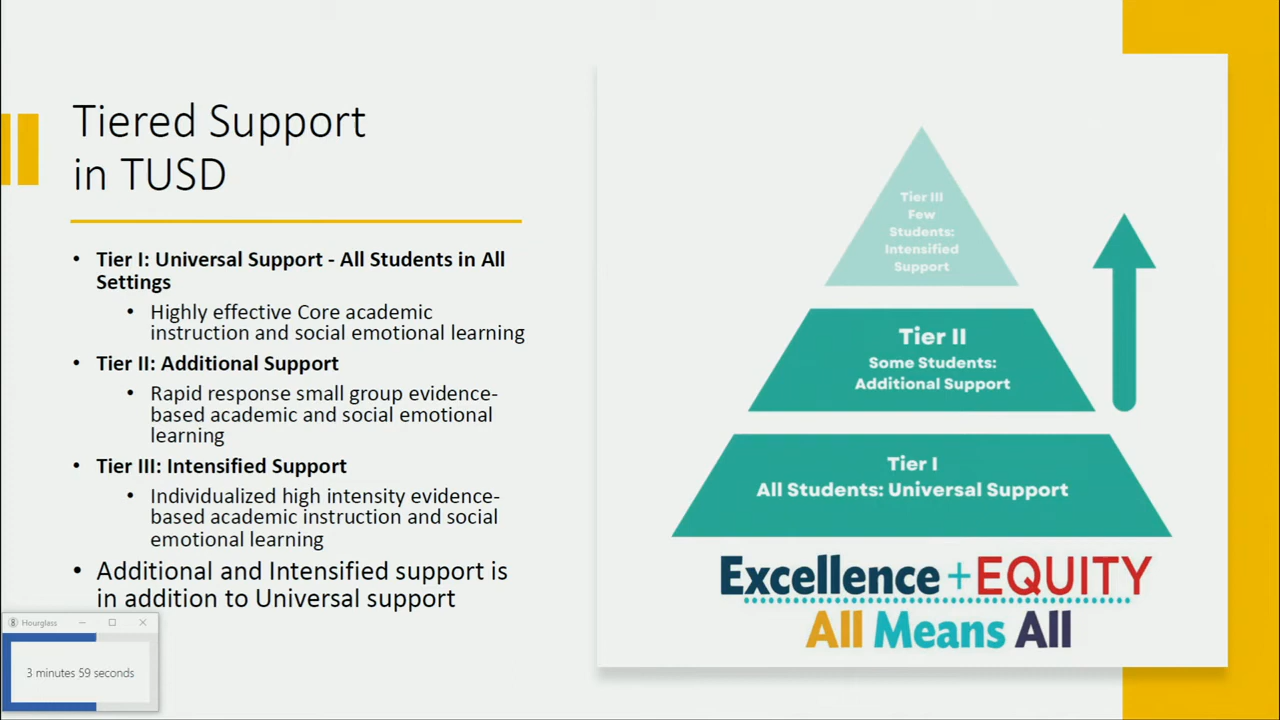 Tiered Support
in TUSD
• Tier I: Universal Support - All Students in All
Settings
• Highly effective Core academic
instruction and social emotional learning
• Tier II: Additional Support
• Rapid response small group evidence-
based academic and social emotional
learning
• Tier III: Intensified Support
• Individualized high intensity evidence-
based academic instruction and social
emotional learning
• Additional and Intensified support is
in addition to Universal support
Hourglass
3 minutes 59 seconds
Tier III
Few
Students:
Intensified
Support
Tier II
Some Students:
Additional Support
Tier I
All Students: Universal Support
Excellence + EQUITY
All Means All